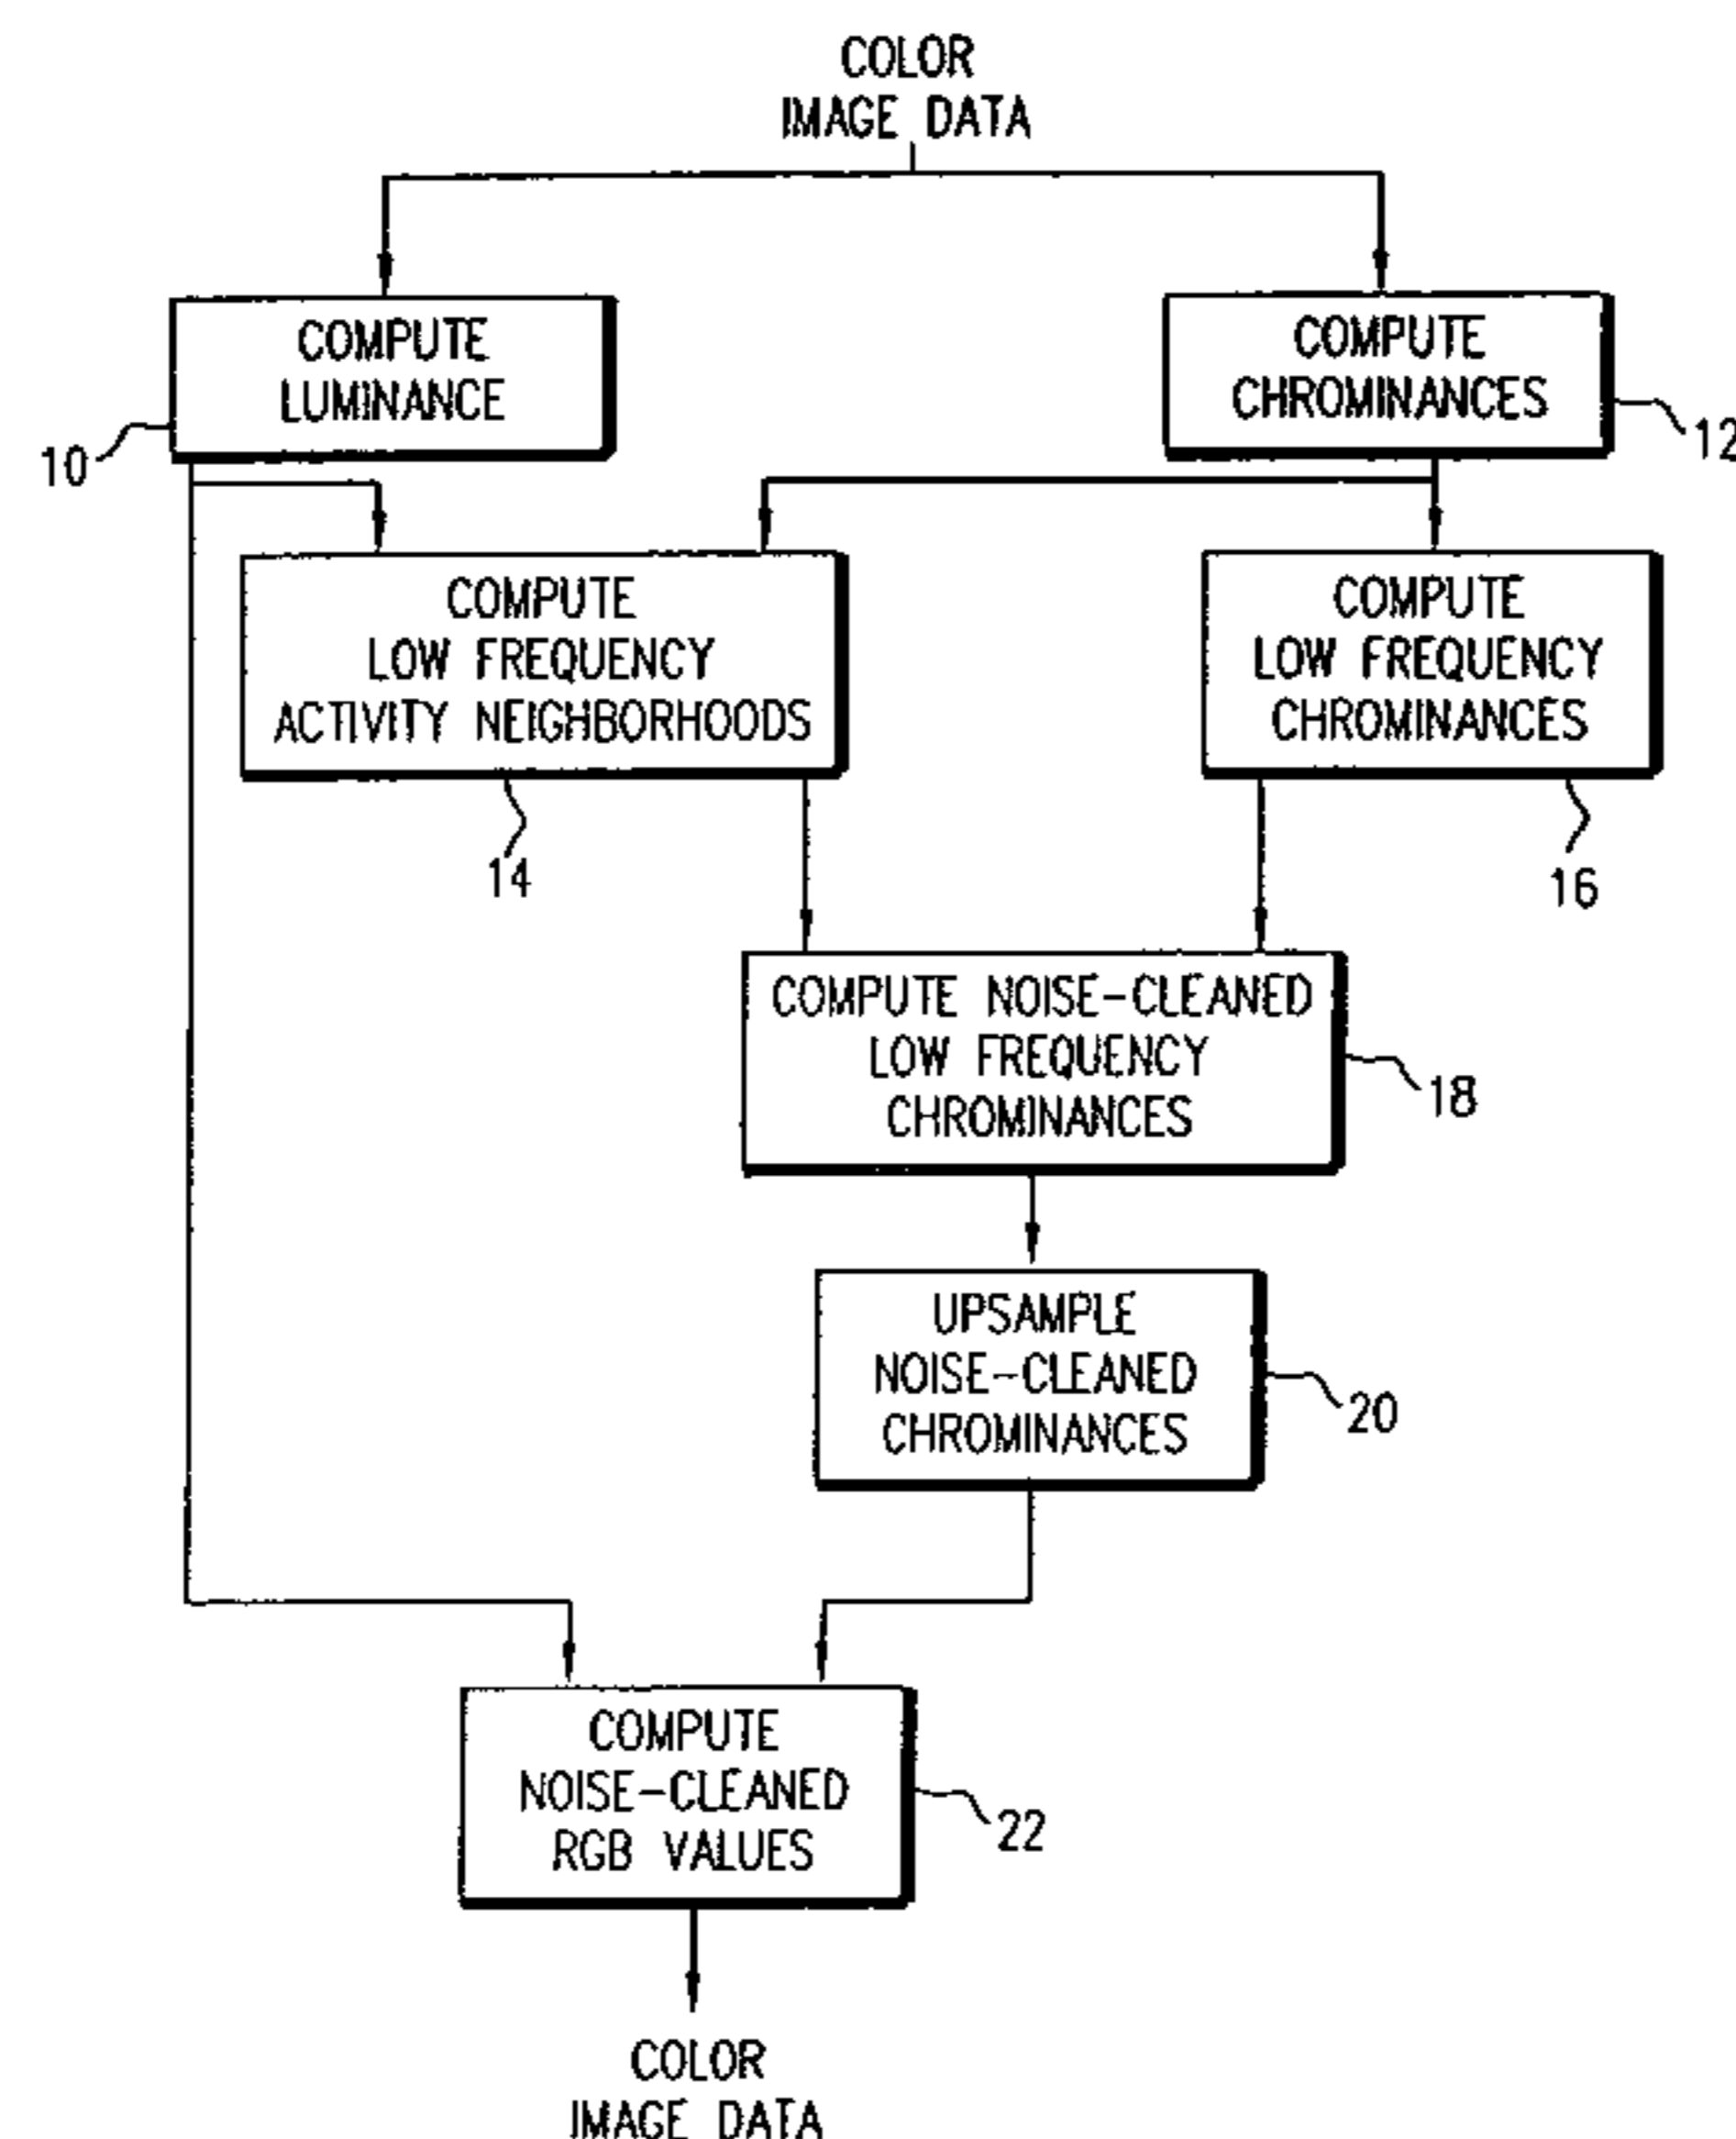 COLOR
IMAGE DATA
COMPUTE
LUMINANCE
10
COMPUTE
CHROMINANCES
12
COMPUTE
LOW FREQUENCY
ACTIVITY NEIGHBORHOODS
14
COMPUTE
LOW FREQUENCY
CHROMINANCES
16
COMPUTE NOISE-CLEANED
LOW FREQUENCY
CHROMINANCES
18
UPSAMPLE
NOISE-CLEANED
CHROMINANCES
20
COMPUTE
NOISE-CLEANED
RGB VALUES
22
COLOR
IMAGE DATA